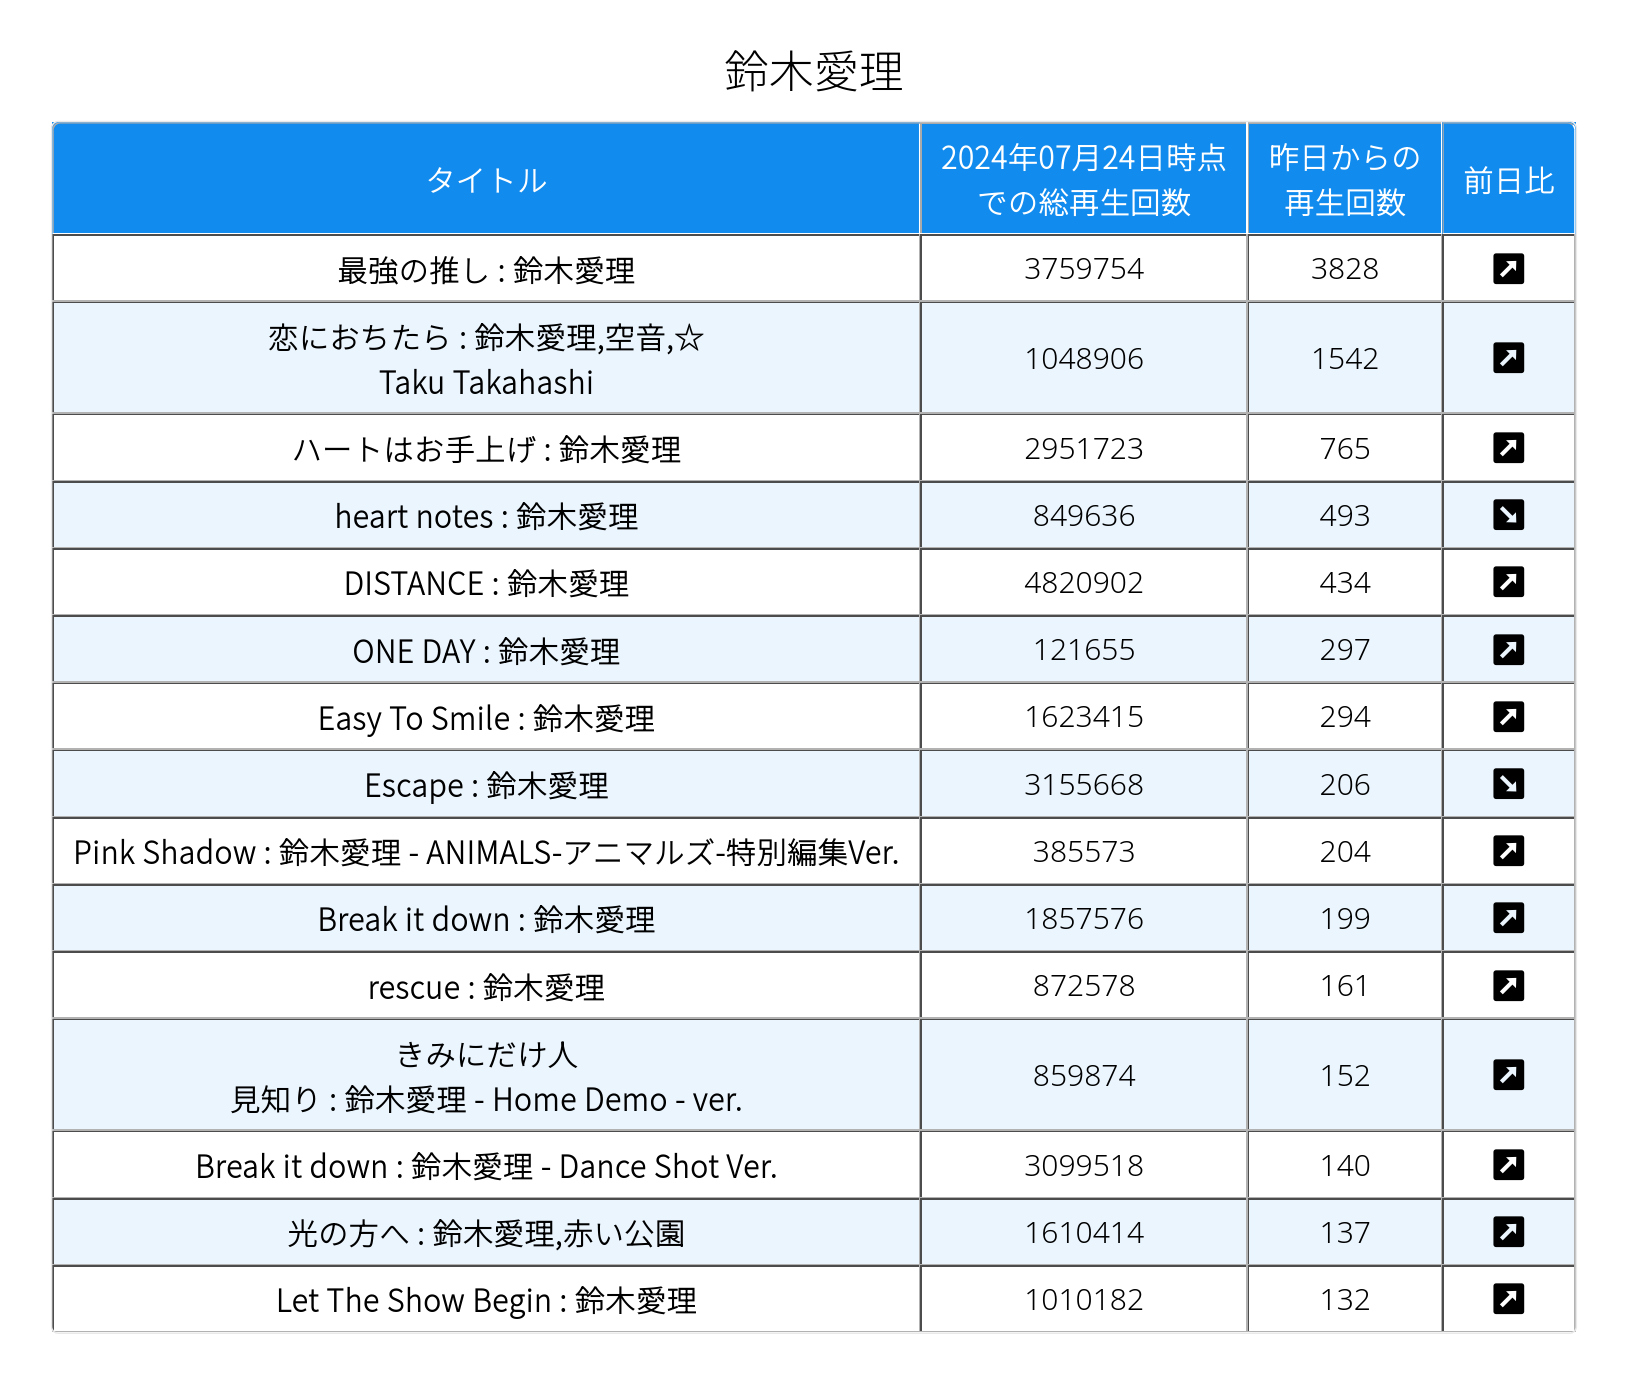 鈴木愛理
タイトル
2024年07月24日時点
での総再生回数
昨日からの
再生回数
前日比
最強の推し : 鈴木愛理 3759754 3828
恋におちたら : 鈴木愛理,空音,☆
Taku Takahashi
1048906 1542
ハートはお手上げ : 鈴木愛理 2951723 765
heart notes : 鈴木愛理 849636 493
DISTANCE : 鈴木愛理 4820902 434
ONE DAY : 鈴木愛理 121655 297
Easy To Smile : 鈴木愛理 1623415 294
Escape : 鈴木愛理 3155668 206
Pink Shadow : 鈴木愛理 - ANIMALS-アニマルズ-特別編集Ver. 385573 204
Break it down : 鈴木愛理 1857576 199
rescue : 鈴木愛理 872578 161
きみにだけ人
見知り : 鈴木愛理 - Home Demo - ver.
859874 152
Break it down : 鈴木愛理 - Dance Shot Ver. 3099518 140
光の方へ : 鈴木愛理,赤い公園 1610414 137
Let The Show Begin : 鈴木愛理 1010182 132